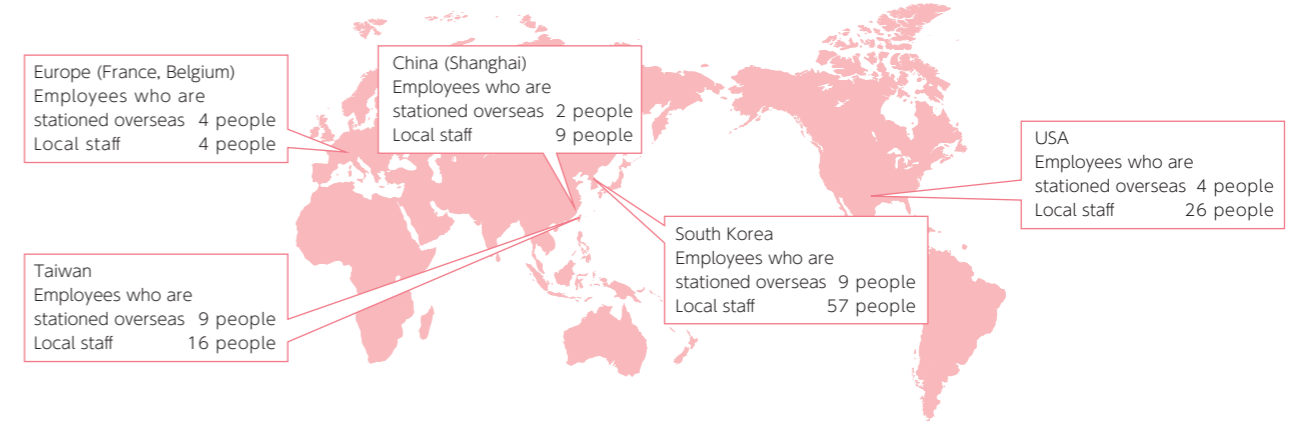 Europe (France, Belgium)
Employees who are
stationed overseas 4 people
Local staff 4 people
China (Shanghai)
Employees who are
stationed overseas 2 people
Local staff 9 people
USA
Employees who are
stationed overseas 4 people
Local staff 26 people
South Korea
Employees who are
stationed overseas 9 people
Local staff 57 people
Taiwan
Employees who are
stationed overseas 9 people
Local staff 16 people